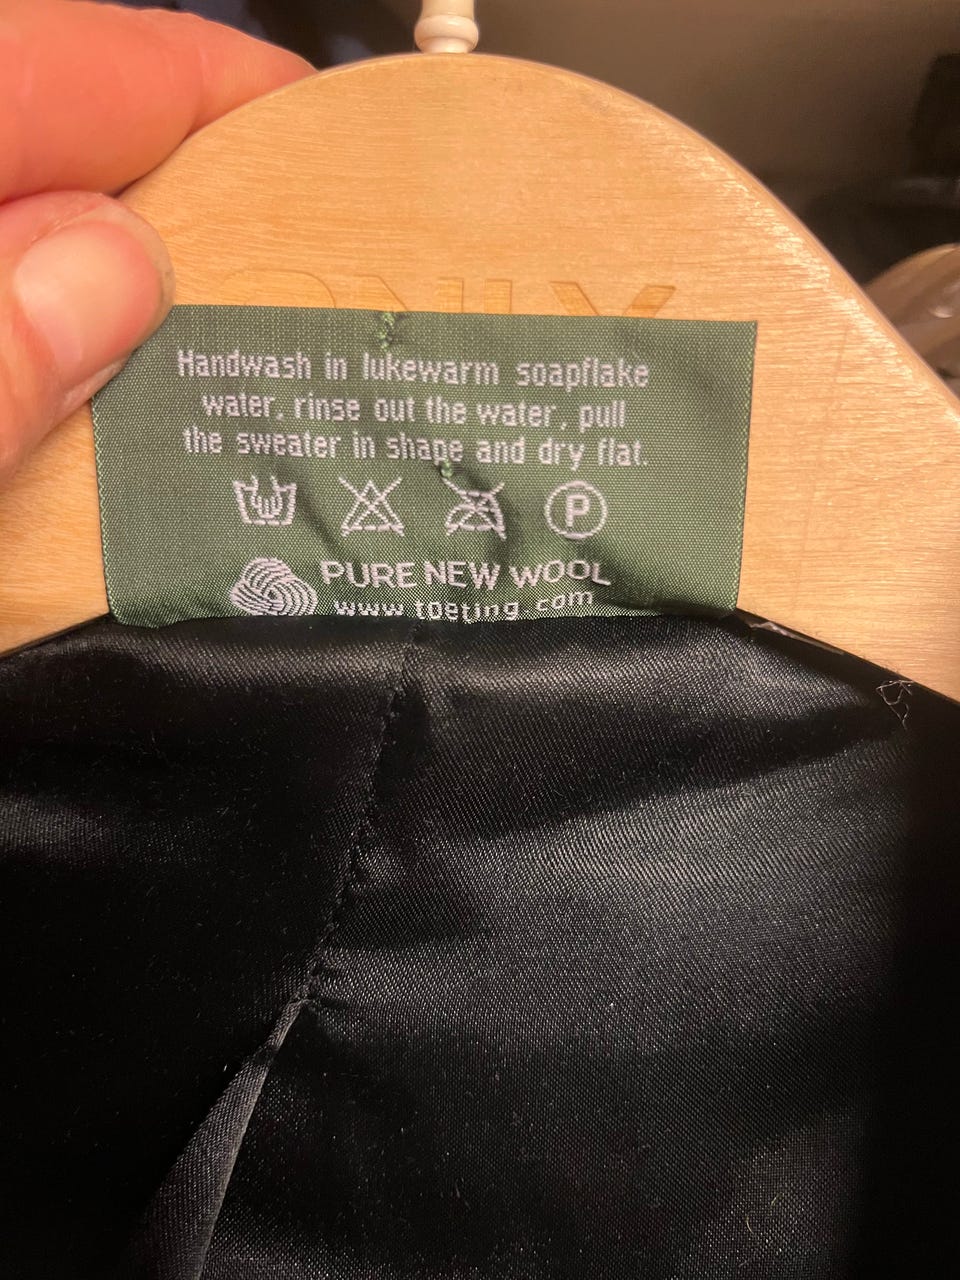 ONLY
Handwash in lukewarm soapflake
water, rinse out the water, pull
the sweater in shape and dry flat.
P
PURE NEW WOOL
www.toeting.com